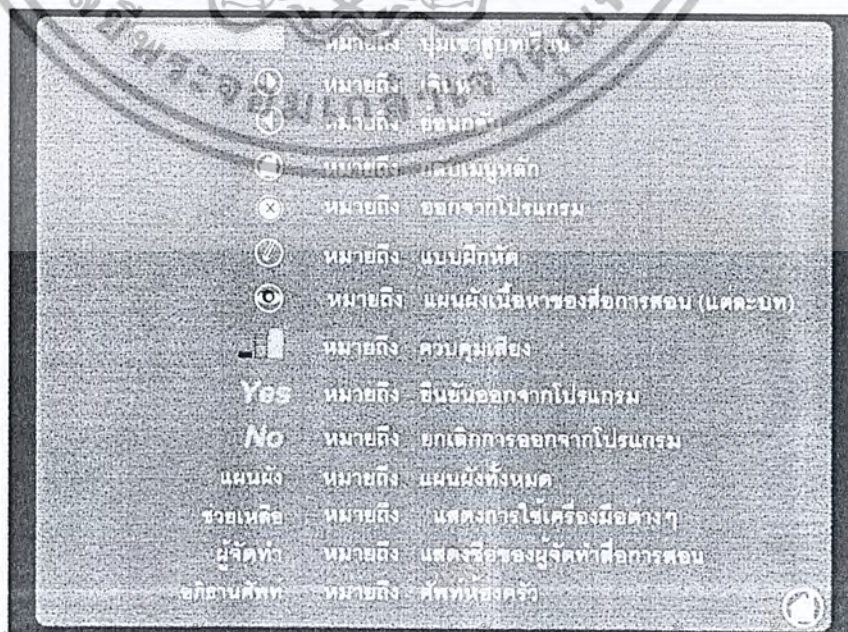 หมายถึง ปุ่มเข้าสู่บทเรียน
หมายถึง
หมายถึง ย้อนกลับ
หมายถึง กลับเมนูหลัก
หมายถึง ออกจากโปรแกรม
หมายถึง แบบฝึกหัด
หมายถึง แผนผังเนื้อหาของสื่อการสอน (แต่ละบท)
หมายถึง ควบคุมเสียง
Yes หมายถึง ยืนยันออกจากโปรแกรม
No หมายถึง ยกเลิกการออกจากโปรแกรม
แผนผัง หมายถึง แผนผังทั้งหมด
ช่วยเหลือ หมายถึง แสดงการใช้เครื่องมือต่างๆ
ผู้จัดทำ หมายถึง แสดงชื่อของผู้จัดทำสื่อการสอน
อภิธานศัพท์ หมายถึง ศัพท์ห้องครัว